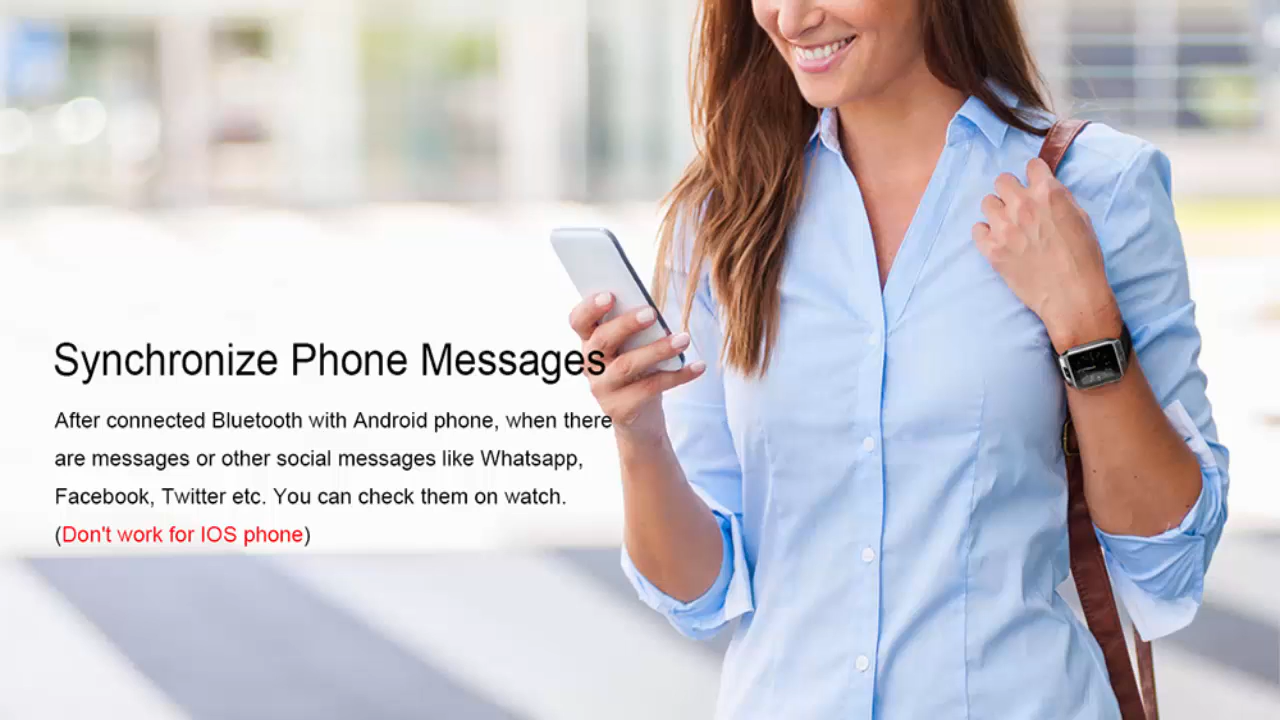 Synchronize Phone Messages
After connected Bluetooth with Android phone, when there
are messages or other social messages like Whatsapp,
Facebook, Twitter etc. You can check them on watch.
(Don't work for IOS phone)